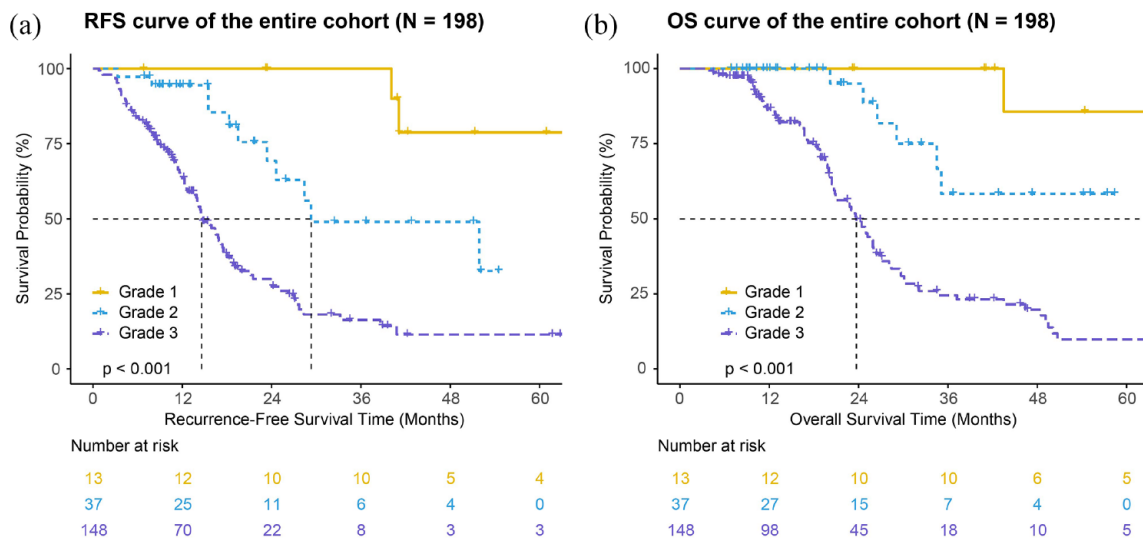 (a) RFS curve of the entire cohort (N = 198)
Survival Probability (%)
100
75
50
25
0
Grade 1
Grade 2
Grade 3
p < 0.001
0 12 24 36 48 60
Recurrence-Free Survival Time (Months)
Number at risk
13 12 10 10 5 4
37 25 11 6 4 0
148 70 22 8 3 3
(b) OS curve of the entire cohort (N = 198)
Survival Probability (%)
100
75
50
25
0
Grade 1
Grade 2
Grade 3
p < 0.001
0 12 24 36 48 60
Overall Survival Time (Months)
Number at risk
13 12 10 10 6 5
37 27 15 7 4 0
148 98 45 18 10 5